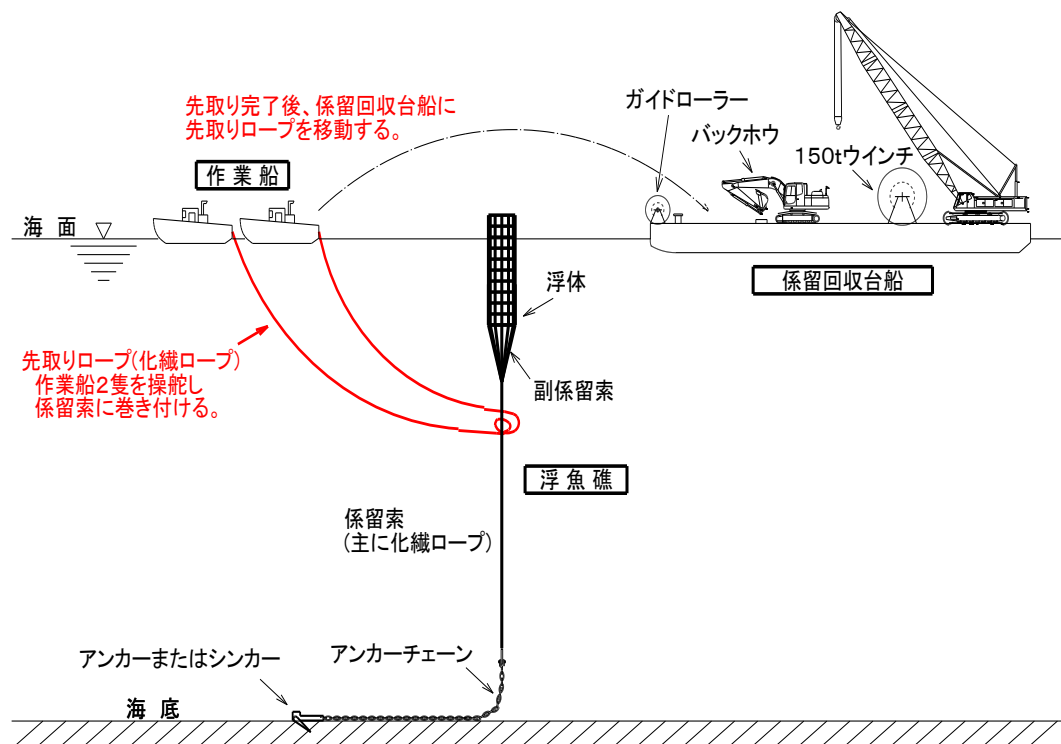 先取り完了後、係留回収台船に
先取りロープを移動する。
ガイドローラー
バックホウ
150tウインチ
作業船
海面
係留回収台船
浮体
先取りロープ(化繊ロープ)
作業船2隻を操舵し
係留索に巻き付ける。
副係留索
浮魚礁
係留索
(主に化繊ロープ)
アンカーまたはシンカー
アンカーチェーン
海底